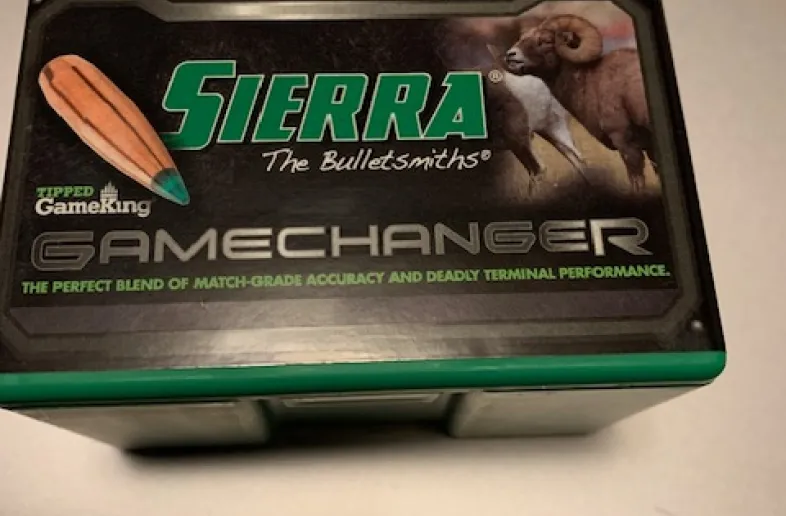 SIERRA®
The Bulletsmiths®
TIPPED
GameKing
GAMECHANGER
THE PERFECT BLEND OF MATCH-GRADE ACCURACY AND DEADLY TERMINAL PERFORMANCE.